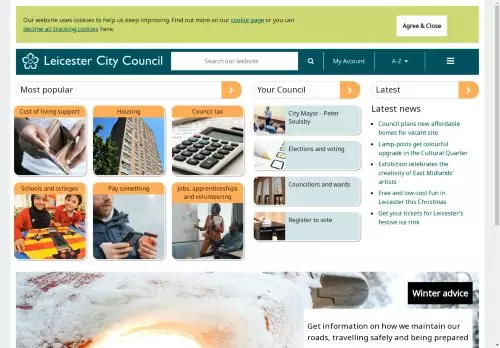 Our website uses cookies to help us keep improving. Find out more on our cookie page or you can
decline all tracking cookies here.
Agree & Close
Leicester City Council
Search our website
My Account
A-Z
Most popular
Your Council
Latest
Cost of living support
Housing
Council tax
Schools and colleges
Pay something
Jobs, apprenticeships
and volunteering
City Mayor - Peter
Soulsby
Elections and voting
Councillors and wards
Register to vote
Latest news
Council plans new affordable
homes for vacant site
Lamp-posts get colourful
upgrade in the Cultural Quarter
Exhibition celebrates the
creativity of East Midlands'
artists
Free and low-cost fun in
Leicester this Christmas
Get your tickets for Leicester's
festive ice rink
Winter advice
Get information on how we maintain our
roads, travelling safely and being prepared